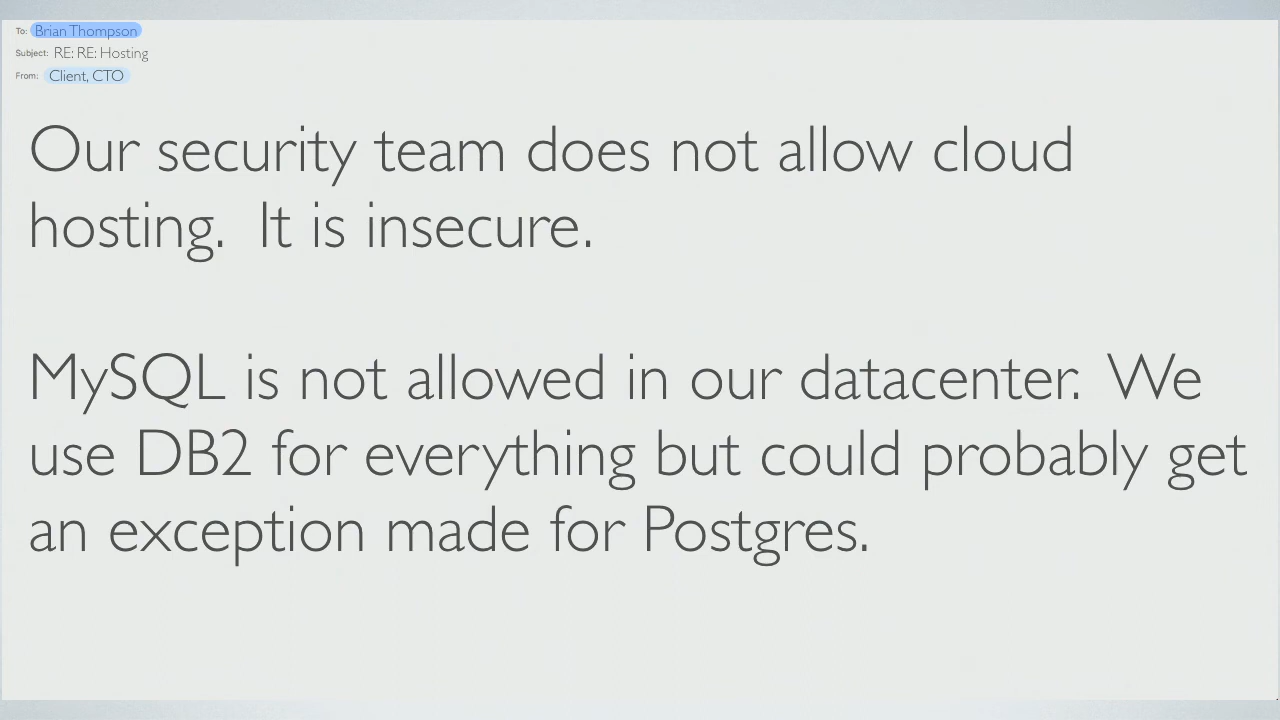 To: Brian Thompson
Subject: RE: RE: Hosting
From: Client, CTO
Our security team does not allow cloud
hosting.  It is insecure.
MySQL is not allowed in our datacenter.  We
use DB2 for everything but could probably get
an exception made for Postgres.